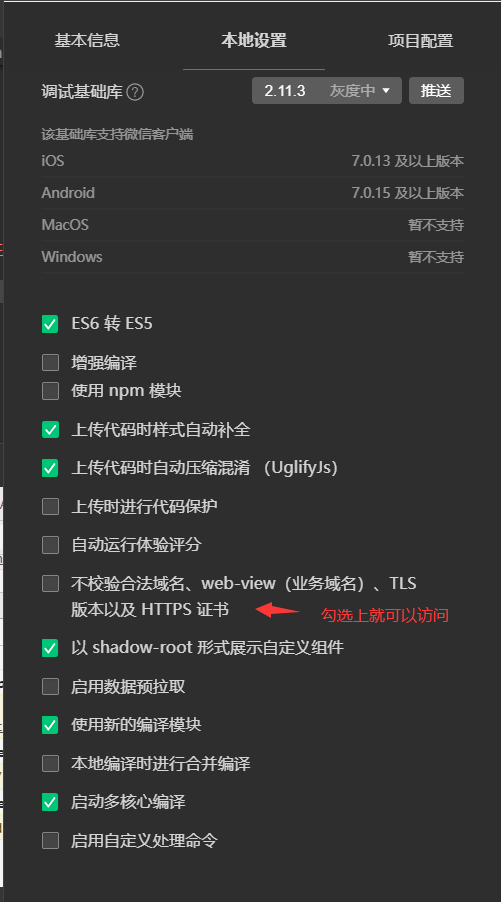 基本信息 本地设置 项目配置
调试基础库 ? 2.11.3 灰度中 推送
该基础库支持微信客户端
iOS 7.0.13 及以上版本
Android 7.0.15 及以上版本
MacOS 暂不支持
Windows 暂不支持
ES6 转 ES5
增强编译
使用 npm 模块
上传代码时样式自动补全
上传代码时自动压缩混淆 （UglifyJs）
上传时进行代码保护
自动运行体验评分
不校验合法域名、web-view（业务域名）、TLS
版本以及 HTTPS 证书 勾选上就可以访问
以 shadow-root 形式展示自定义组件
启用数据预拉取
使用新的编译模块
本地编译时进行合并编译
启动多核心编译
启用自定义处理命令